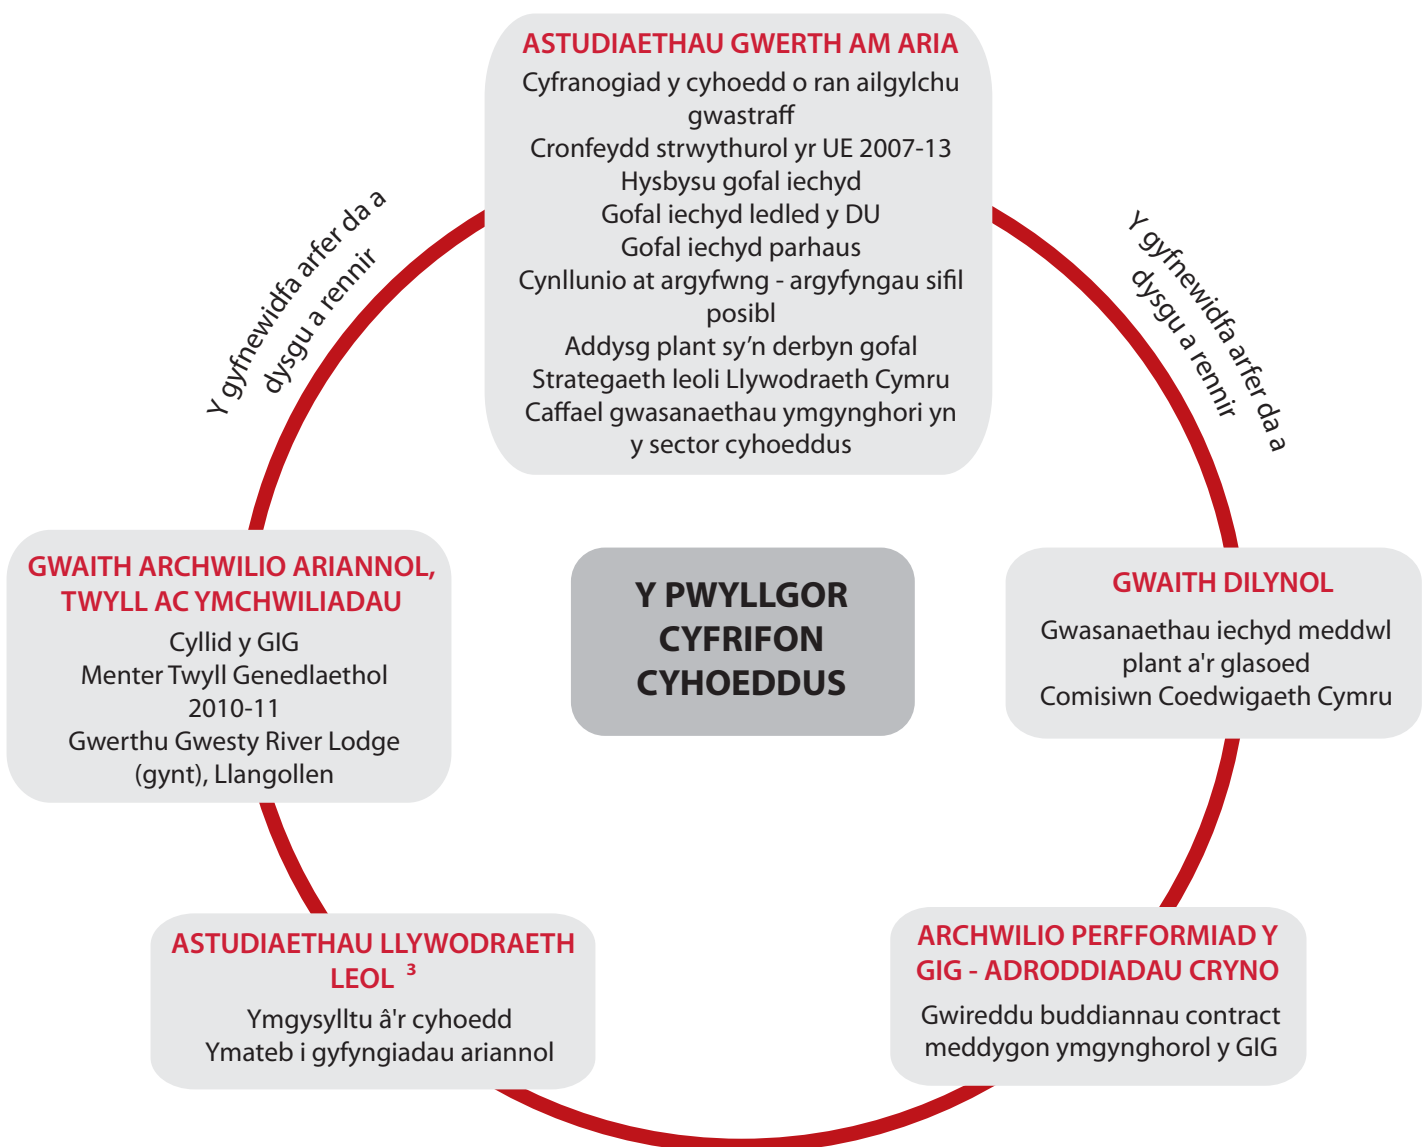 ASTUDIAETHAU GWERTH AM ARIA
Cyfranogiad y cyhoedd o ran ailgylchu
gwastraff
Cronfeydd strwythurol yr UE 2007-13
Hysbysu gofal iechyd
Gofal iechyd ledled y DU
Gofal iechyd parhaus
Cynllunio at argyfwng - argyfyngau sifil
posibl
Addysg plant sy’n derbyn gofal
Strategaeth leoli Llywodraeth Cymru
Caffael gwasanaethau ymgynghori yn
y sector cyhoeddus
Y gyfnewidfa arfer da a
dysgu a rennir
Y gyfnewidfa arfer da a
dysgu a rennir
GWAITH ARCHWILIO ARIANNOL,
TWYLL AC YMCHWILIADAU
Cyllid y GIG
Menter Twyll Genedlaethol
2010-11
Gwerthu Gwesty River Lodge
(gynt), Llangollen
Y PWYLLGOR
CYFRIFON
CYHOEDDUS
GWAITH DILYNOL
Gwasanaethau iechyd meddwl
plant a'r glasoed
Comisiwn Coedwigaeth Cymru
ASTUDIAETHAU LLYWODRAETH
LEOL ³
Ymgysylltu â'r cyhoedd
Ymateb i gyfyngiadau ariannol
ARCHWILIO PERFFORMIAD Y
GIG - ADRODDIADAU CRYNO
Gwireddu buddiannau contract
meddygon ymgynghorol y GIG